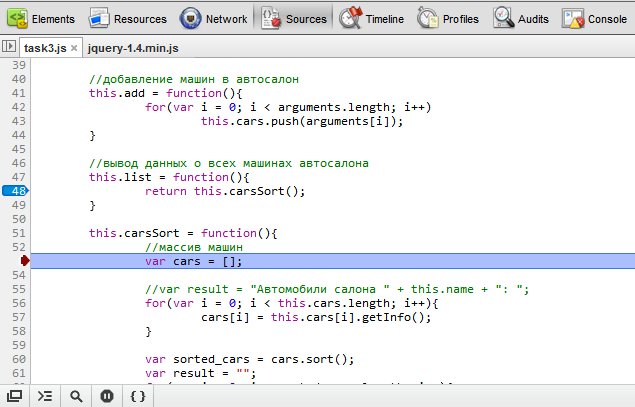 Elements Resources Network Sources Timeline Profiles Audits Console
task3.js × jquery-1.4.min.js
39
40 //добавление машин в автосалон
41 this.add = function(){
42 for(var i = 0; i < arguments.length; i++)
43 this.cars.push(arguments[i]);
44 }
45
46 //вывод данных о всех машинах автосалона
47 this.list = function(){
48 return this.carsSort();
49 }
50
51 this.carsSort = function(){
52 //массив машин
var cars = [];
54
55 //var result = "Автомобили салона " + this.name + ": ";
56 for(var i = 0; i < this.cars.length; i++){
57 cars[i] = this.cars[i].getInfo();
58 }
59
60 var sorted_cars = cars.sort();
61 var result = "";
{ }